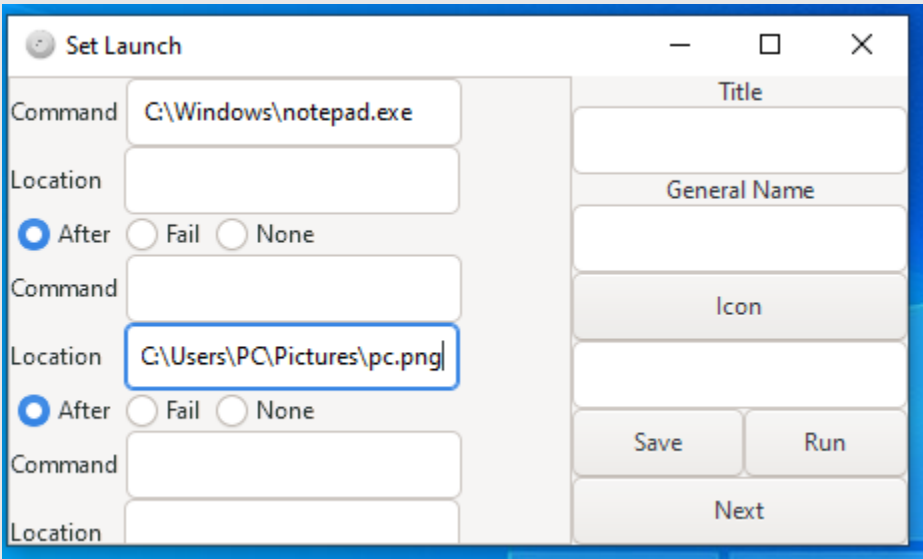 Set Launch
Command C:\Windows\notepad.exe
Location
After Fail None
Command
Location C:\Users\PC\Pictures\pc.png
After Fail None
Command
Location
Title
General Name
Icon
Save Run
Next